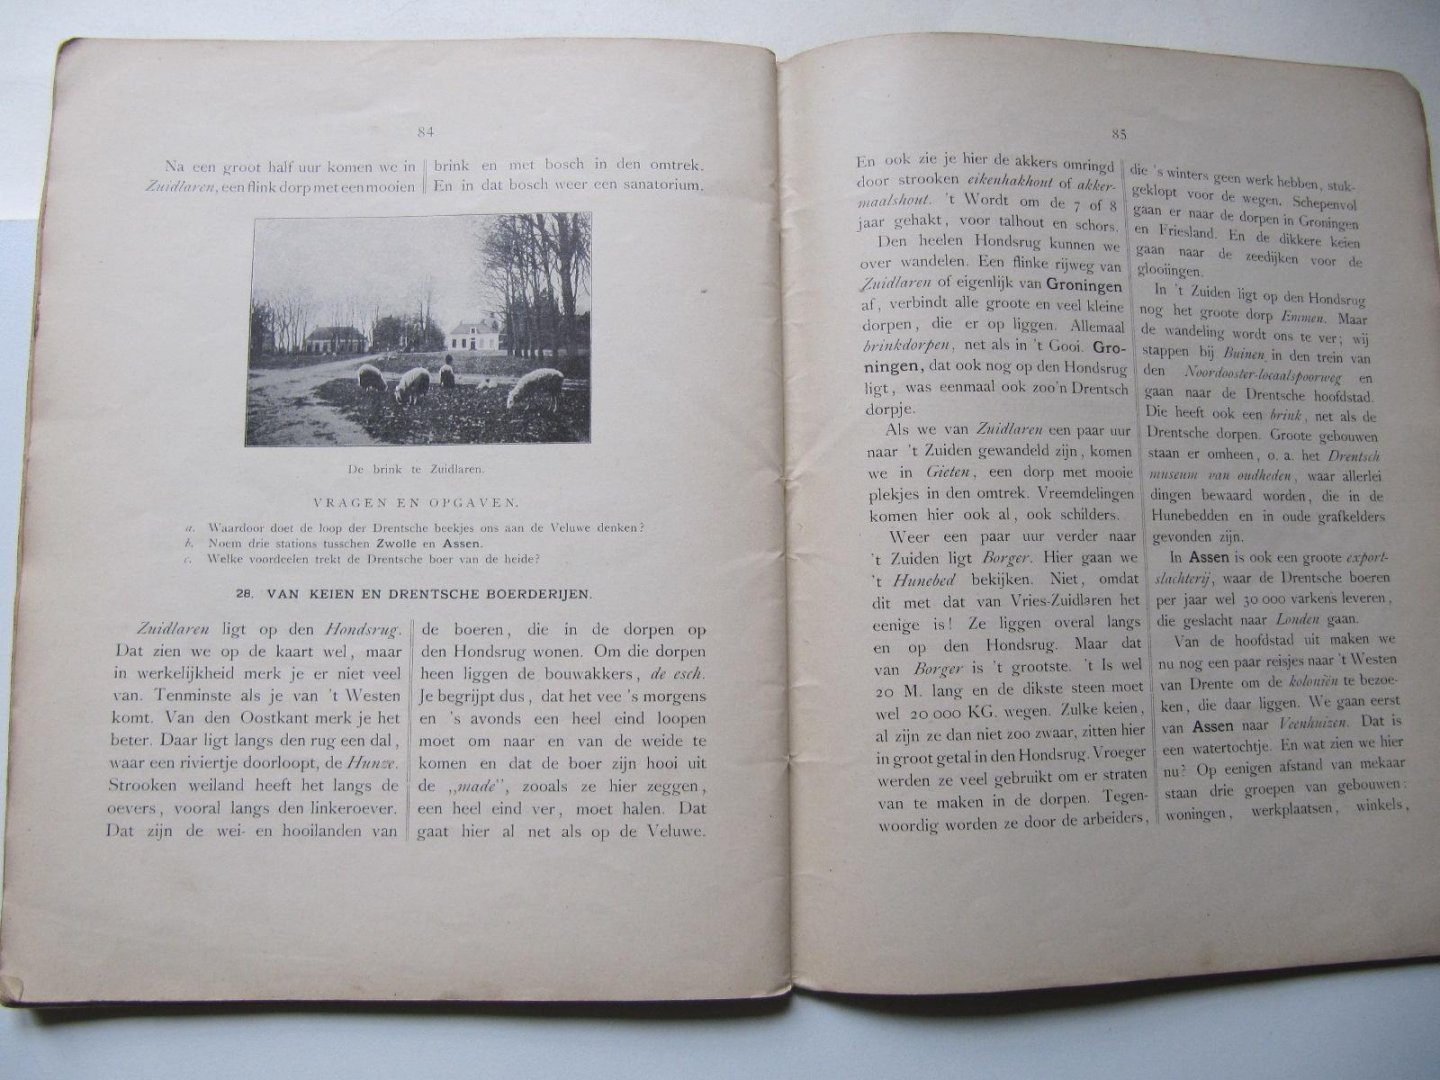 84
Na een groot half uur komen we in
Zuidlaren, een flink dorp met een mooien
brink en met bosch in den omtrek.
En in dat bosch weer een sanatorium.
De brink te Zuidlaren.
VRAGEN EN OPGAVEN.
a. Waardoor doet de loop der Drentsche beekjes ons aan de Veluwe denken?
b. Noem drie stations tusschen Zwolle en Assen.
c. Welke voordeelen trekt de Drentsche boer van de heide?
28. VAN KEIEN EN DRENTSCHE BOERDERIJEN.
Zuidlaren ligt op den Hondsrug.
Dat zien we op de kaart wel, maar
in werkelijkheid merk je er niet veel
van. Tenminste als je van 't Westen
komt. Van den Oostkant merk je het
beter. Daar ligt langs den rug een dal,
waar een riviertje doorloopt, de Hunze.
Strooken weiland heeft het langs de
oevers, vooral langs den linkeroever.
Dat zijn de wei- en hooilanden van
de boeren, die in de dorpen op
den Hondsrug wonen. Om die dorpen
heen liggen de bouwakkers, de esch.
Je begrijpt dus, dat het vee 's morgens
en 's avonds een heel eind loopen
moet om naar en van de weide te
komen en dat de boer zijn hooi uit
de „made”, zooals ze hier zeggen,
een heel eind ver, moet halen. Dat
gaat hier al net als op de Veluwe.
85
En ook zie je hier de akkers omringd
door strooken eikenhakhout of akker-
maalshout. 't Wordt om de 7 of 8
jaar gehakt, voor talhout en schors.
Den heelen Hondsrug kunnen we
over wandelen. Een flinke rijweg van
Zuidlaren of eigenlijk van Groningen
af, verbindt alle groote en veel kleine
dorpen, die er op liggen. Allemaal
brinkdorpen, net als in 't Gooi. Gro-
ningen, dat ook nog op den Hondsrug
ligt, was eenmaal ook zoo'n Drentsch
dorpje.
Als we van Zuidlaren een paar uur
naar 't Zuiden gewandeld zijn, komen
we in Gieten, een dorp met mooie
plekjes in den omtrek. Vreemdelingen
komen hier ook al, ook schilders.
Weer een paar uur verder naar
't Zuiden ligt Borger. Hier gaan we
't Hunebed bekijken. Niet, omdat
dit met dat van Vries-Zuidlaren het
eenige is! Ze liggen overal langs
en op den Hondsrug. Maar dat
van Borger is 't grootste. 't Is wel
20 M. lang en de dikste steen moet
wel 20 000 KG. wegen. Zulke keien,
al zijn ze dan niet zoo zwaar, zitten hier
in groot getal in den Hondsrug. Vroeger
werden ze veel gebruikt om er straten
van te maken in de dorpen. Tegen-
woordig worden ze door de arbeiders,
die 's winters geen werk hebben, stuk-
geklopt voor de wegen. Schepenvol
gaan er naar de dorpen in Groningen
en Friesland. En de dikkere keien
gaan naar de zeedijken voor de
glooiingen.
In 't Zuiden ligt op den Hondsrug
nog het groote dorp Emmen. Maar
de wandeling wordt ons te ver; wij
stappen bij Buinen in den trein van
den Noordooster-locaalspoorweg en
gaan naar de Drentsche hoofdstad.
Die heeft ook een brink, net als de
Drentsche dorpen. Groote gebouwen
staan er omheen, o. a. het Drentsch
museum van oudheden, waar allerlei
dingen bewaard worden, die in de
Hunebedden en in oude grafkelders
gevonden zijn.
In Assen is ook een groote export-
slachterij, waar de Drentsche boeren
per jaar wel 30 000 varkens leveren,
die geslacht naar Londen gaan.
Van de hoofdstad uit maken we
nu nog een paar reisjes naar 't Westen
van Drente om de koloniën te bezoe-
ken, die daar liggen. We gaan eerst
van Assen naar Veenhuizen. Dat is
een watertochtje. En wat zien we hier
nu? Op eenigen afstand van mekaar
staan drie groepen van gebouwen:
woningen, werkplaatsen, winkels,